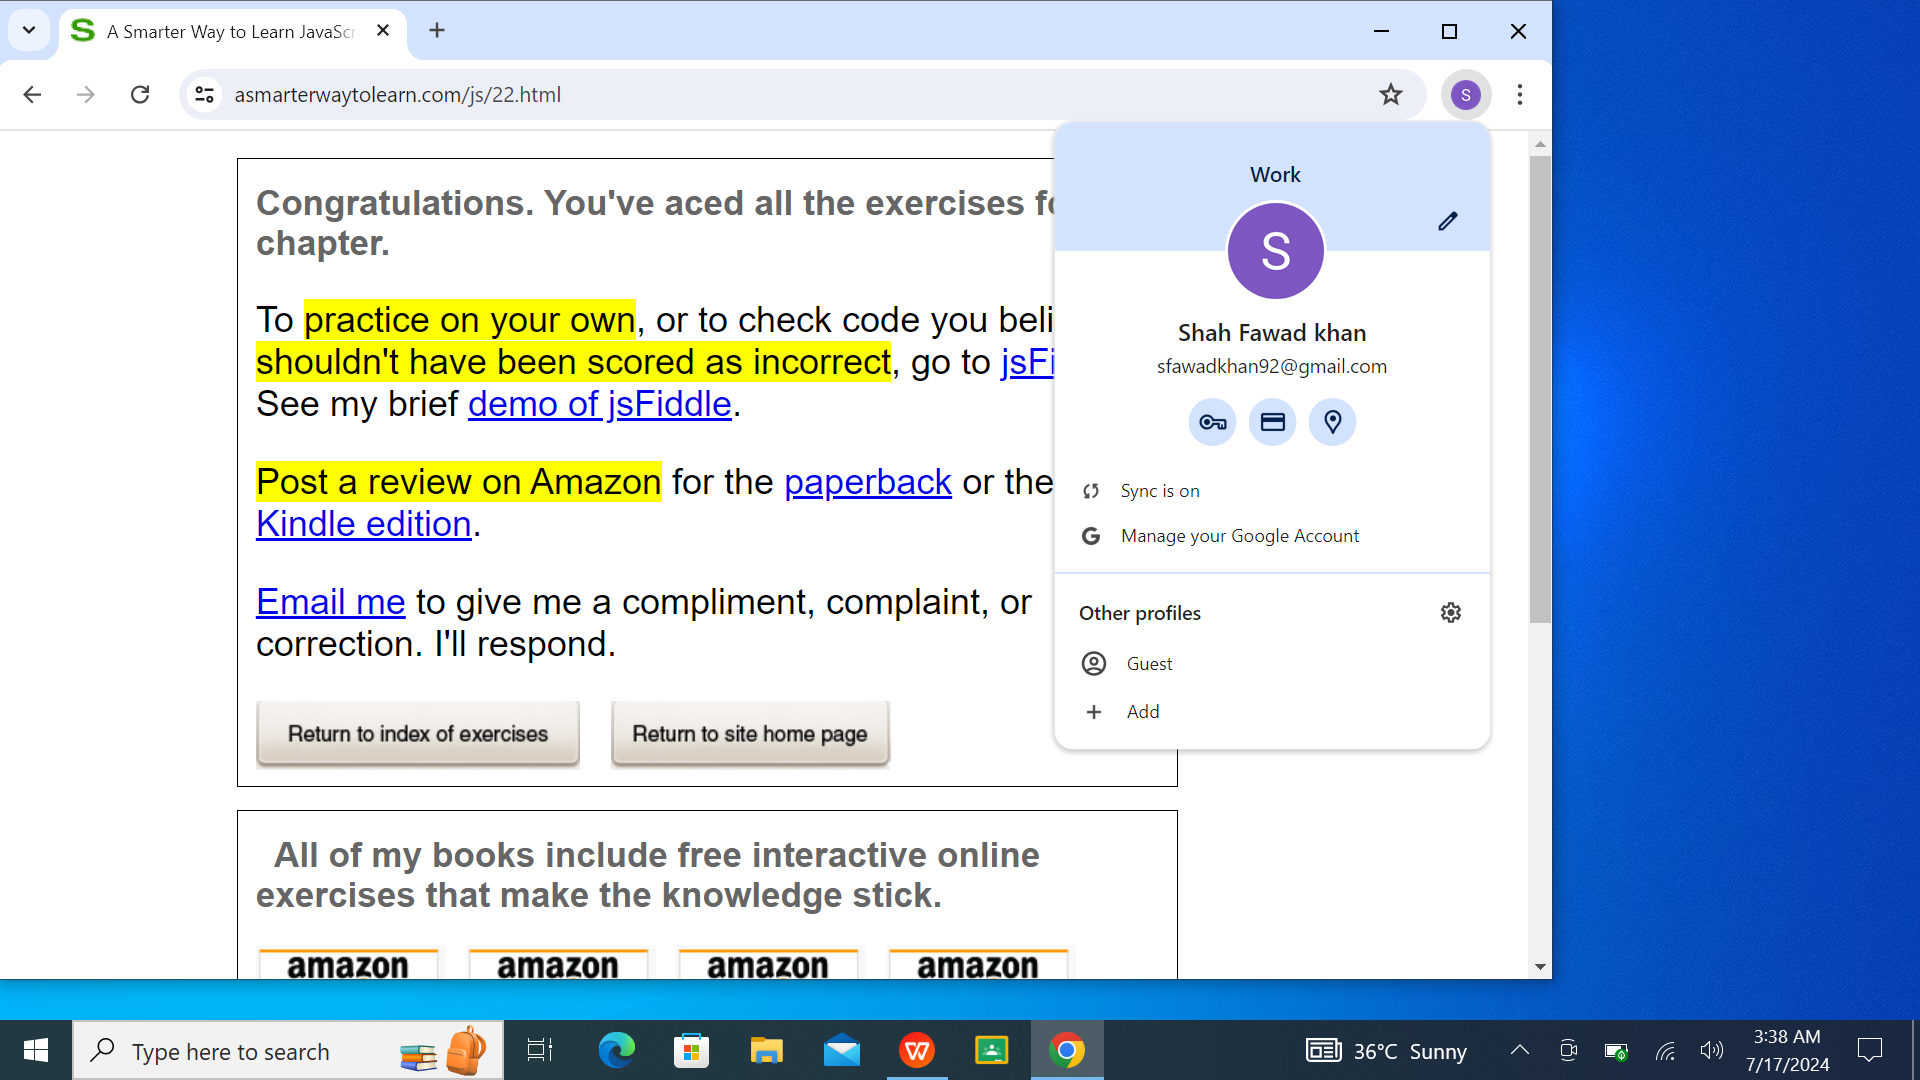 A Smarter Way to Learn JavaScr
asmarterwaytolearn.com/js/22.html
S
Congratulations. You've aced all the exercises
chapter.
To practice on your own, or to check code you
shouldn't have been scored as incorrect, go to
See my brief demo of jsFiddle.
Post a review on Amazon for the paperback or the
Kindle edition.
Email me to give me a compliment, complaint, or
correction. I'll respond.
Return to index of exercises
Return to site home page
All of my books include free interactive online
exercises that make the knowledge stick.
amazon amazon amazon amazon
Work
S
Shah Fawad khan
sfawadkhan92@gmail.com
Sync is on
Manage your Google Account
Other profiles
Guest
Add
Type here to search
36°C Sunny
3:38 AM
7/17/2024